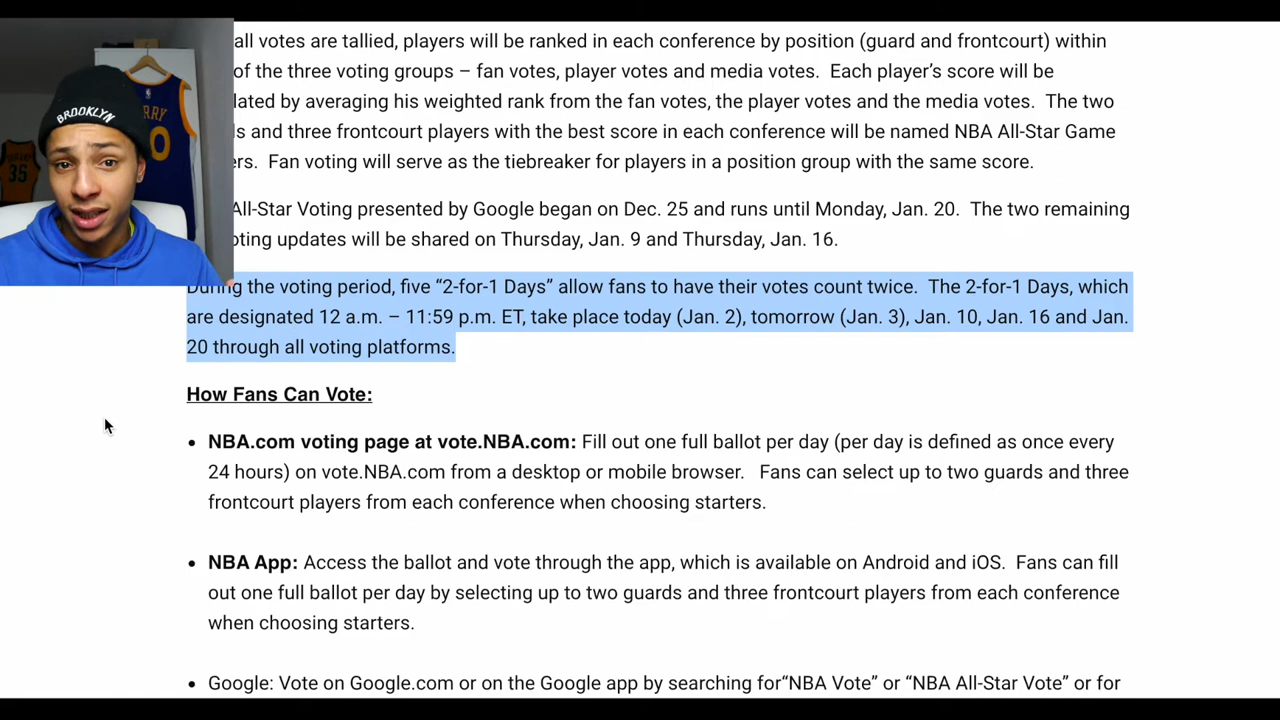 all votes are tallied, players will be ranked in each conference by position (guard and frontcourt) within
of the three voting groups – fan votes, player votes and media votes.  Each player’s score will be
lated by averaging his weighted rank from the fan votes, the player votes and the media votes.  The two
s and three frontcourt players with the best score in each conference will be named NBA All-Star Game
ers.  Fan voting will serve as the tiebreaker for players in a position group with the same score.
All-Star Voting presented by Google began on Dec. 25 and runs until Monday, Jan. 20.  The two remaining
oting updates will be shared on Thursday, Jan. 9 and Thursday, Jan. 16.
During the voting period, five “2-for-1 Days” allow fans to have their votes count twice.  The 2-for-1 Days, which
are designated 12 a.m. – 11:59 p.m. ET, take place today (Jan. 2), tomorrow (Jan. 3), Jan. 10, Jan. 16 and Jan.
20 through all voting platforms.
How Fans Can Vote:
• NBA.com voting page at vote.NBA.com: Fill out one full ballot per day (per day is defined as once every
24 hours) on vote.NBA.com from a desktop or mobile browser.   Fans can select up to two guards and three
frontcourt players from each conference when choosing starters.
• NBA App: Access the ballot and vote through the app, which is available on Android and iOS.  Fans can fill
out one full ballot per day by selecting up to two guards and three frontcourt players from each conference
when choosing starters.
• Google: Vote on Google.com or on the Google app by searching for“NBA Vote” or “NBA All-Star Vote” or for
BROOKLYN
RRY
0
35